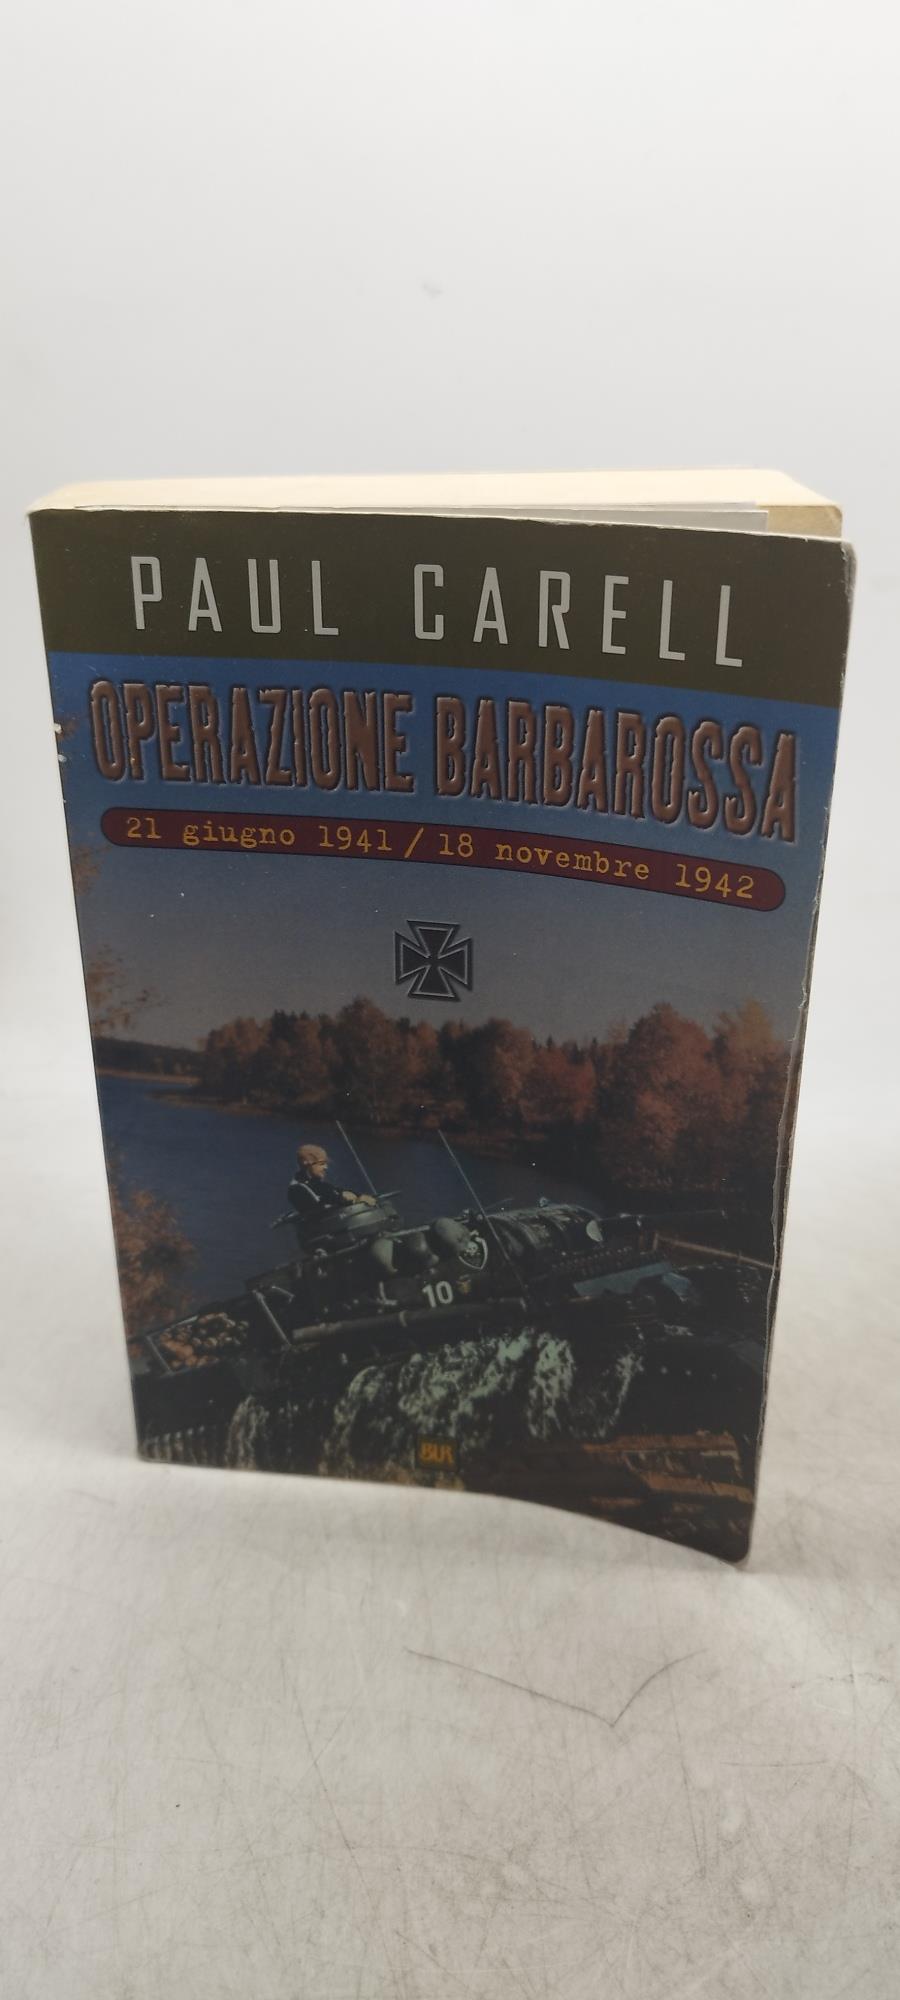 PAUL CARELL
OPERAZIONE BARBAROSSA
21 giugno 1941 / 18 novembre 1942
10
BUR